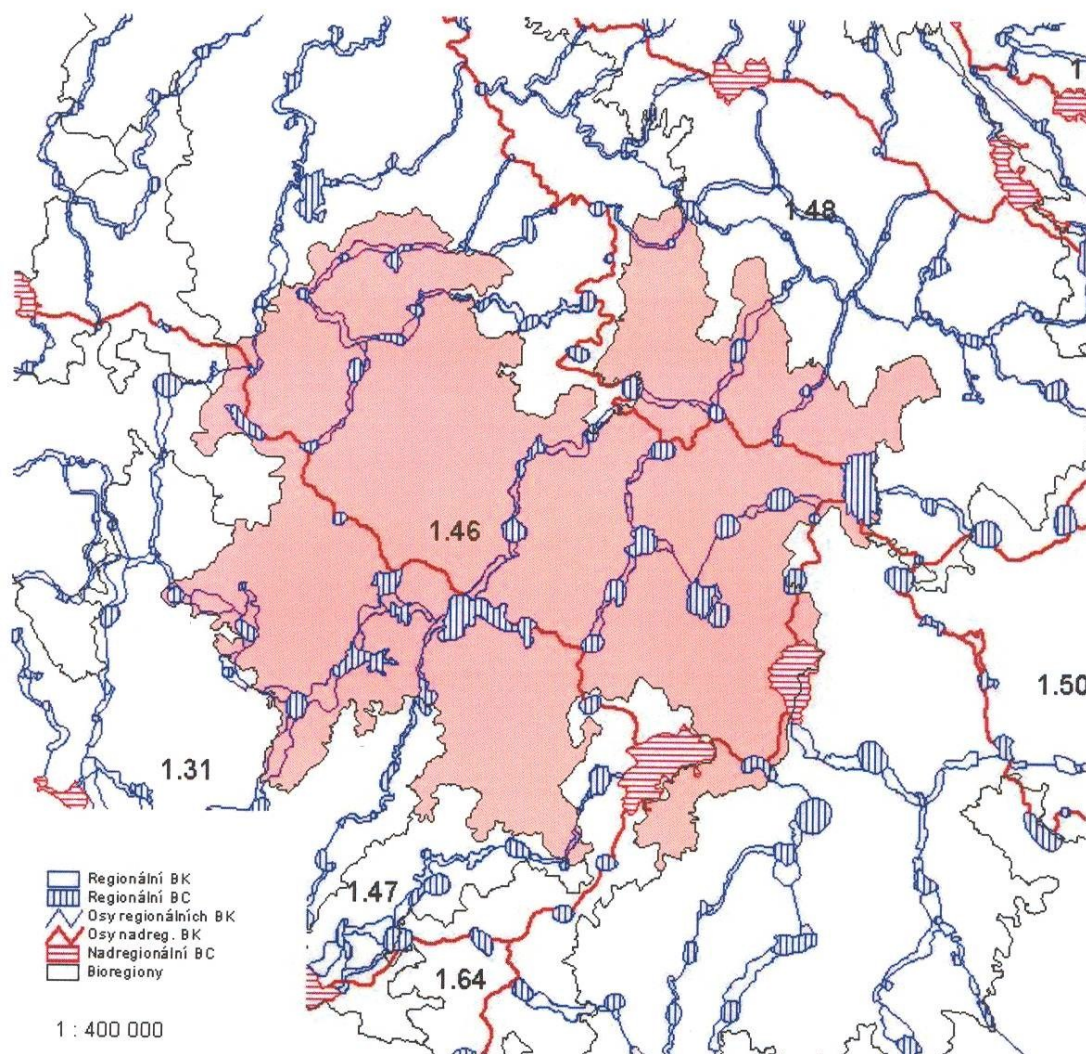 1
1.48
1.46
1.50
1.31
1.47
1.64
Regionální BK
Regionální BC
Osy regionálních BK
Osy nadreg. BK
Nadregionální BC
Bioregiony
1 : 400 000